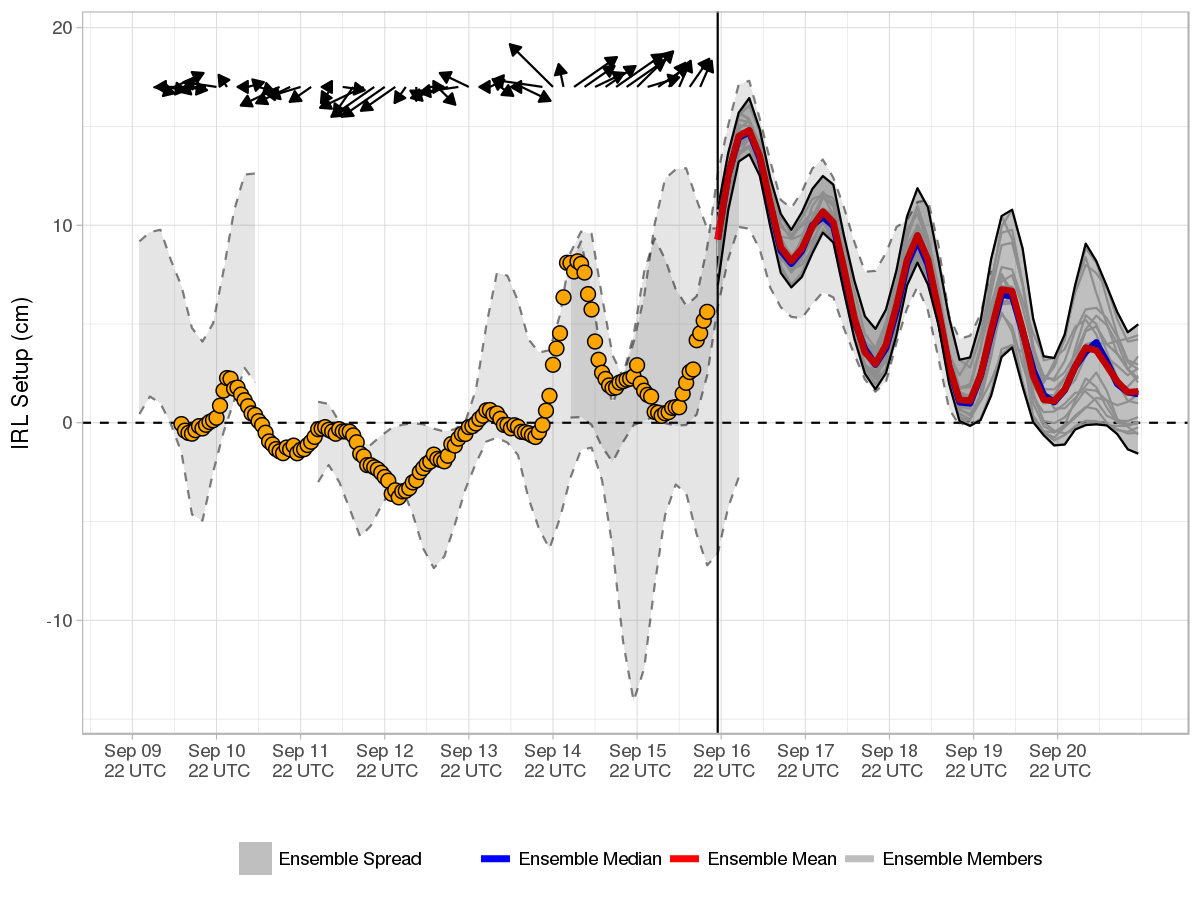 IRL Setup (cm)
20
10
0
-10
Sep 09 Sep 10 Sep 11 Sep 12 Sep 13 Sep 14 Sep 15 Sep 16 Sep 17 Sep 18 Sep 19 Sep 20
22 UTC 22 UTC 22 UTC 22 UTC 22 UTC 22 UTC 22 UTC 22 UTC 22 UTC 22 UTC 22 UTC 22 UTC
Ensemble Spread Ensemble Median Ensemble Mean Ensemble Members